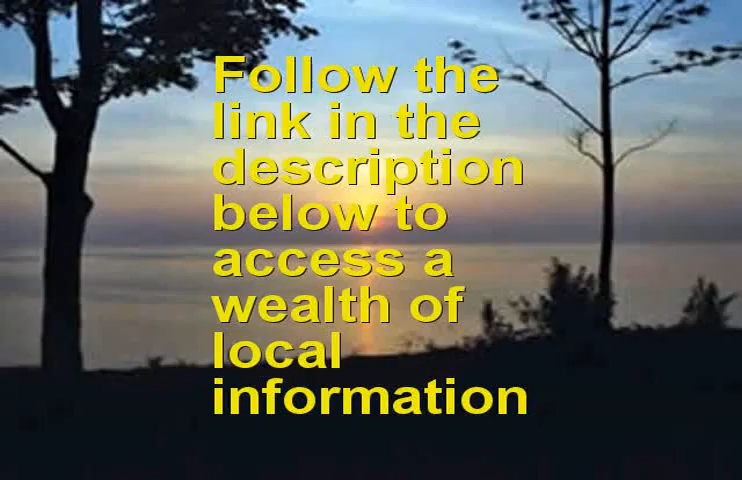 Follow the
link in the
description
below to
access a
wealth of
local
information